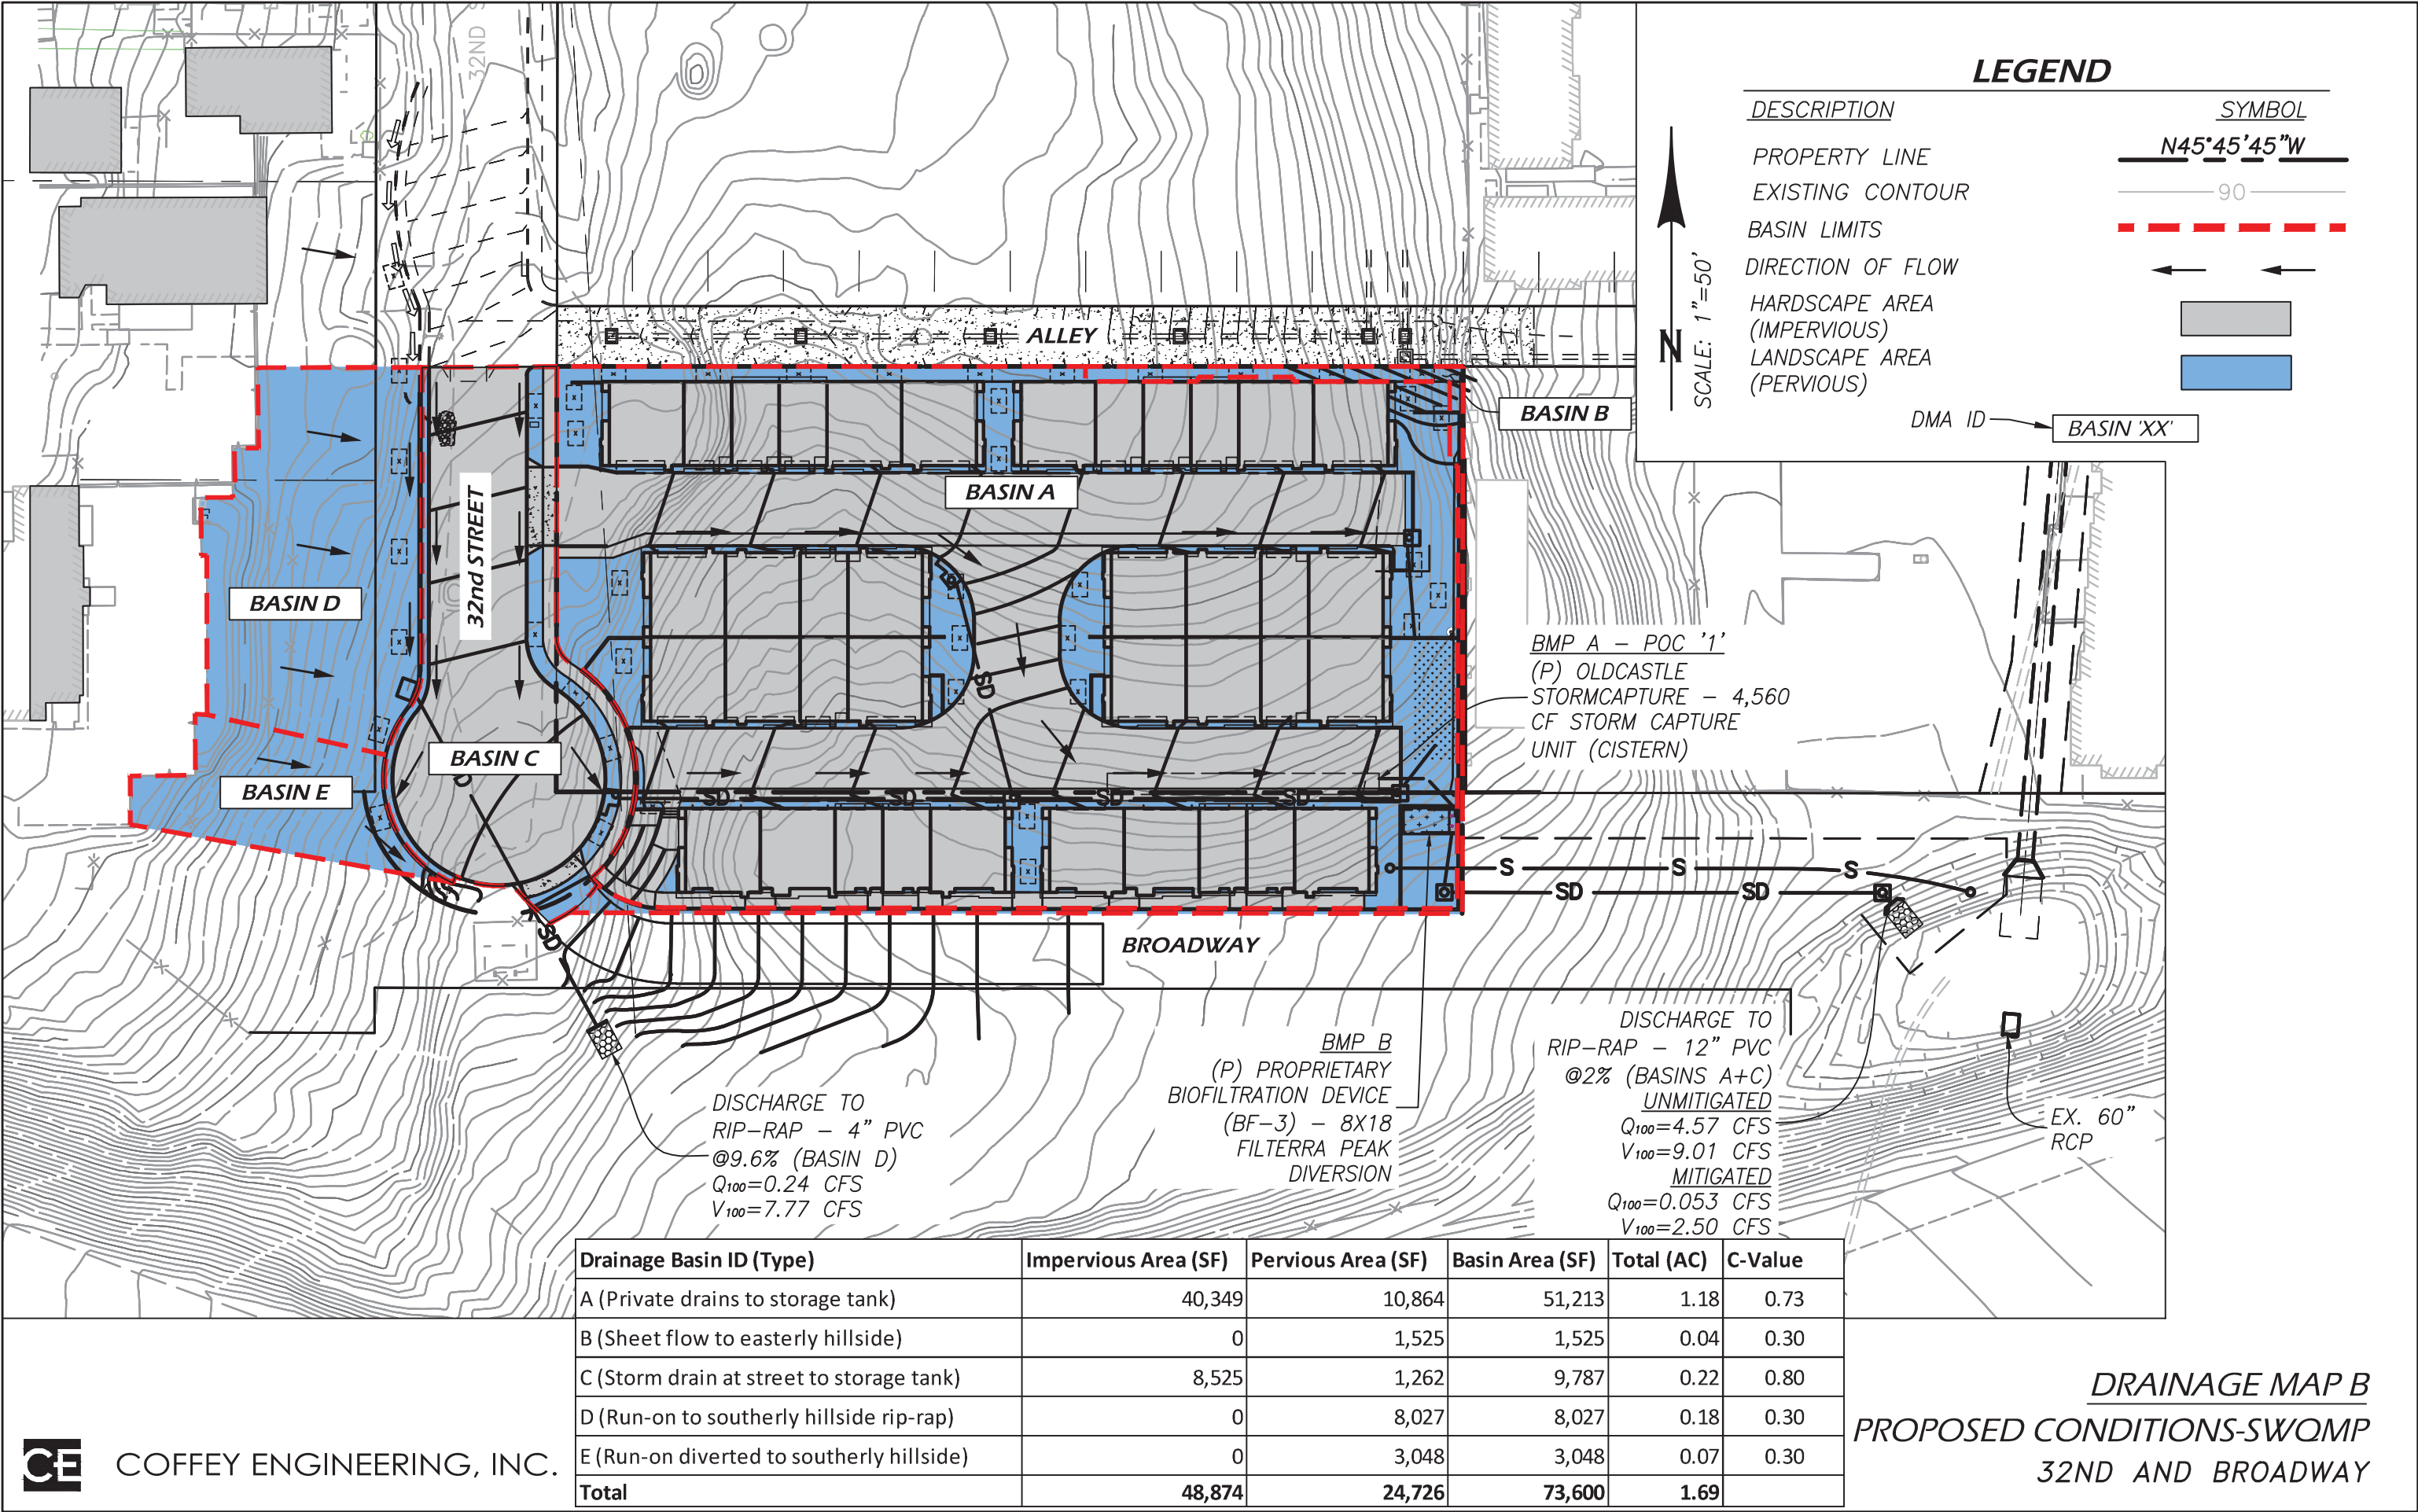 32ND S
LEGEND
DESCRIPTION SYMBOL
PROPERTY LINE N45°45'45"W
EXISTING CONTOUR 90
BASIN LIMITS
DIRECTION OF FLOW
HARDSCAPE AREA
(IMPERVIOUS)
LANDSCAPE AREA
(PERVIOUS)
DMA ID BASIN 'XX'
N
SCALE: 1"=50'
ALLEY
BASIN B
BASIN A
32nd STREET
BASIN D
SD
BASIN C
BASIN E
D
SD SD SD SD
BMP A – POC '1'
(P) OLDCASTLE
STORMCAPTURE – 4,560
CF STORM CAPTURE
UNIT (CISTERN)
S S S
SD SD
SD
BROADWAY
DISCHARGE TO
RIP–RAP – 4" PVC
@9.6% (BASIN D)
Q100=0.24 CFS
V100=7.77 CFS
BMP B
(P) PROPRIETARY
BIOFILTRATION DEVICE
(BF–3) – 8X18
FILTERRA PEAK
DIVERSION
DISCHARGE TO
RIP–RAP – 12" PVC
@2% (BASINS A+C)
UNMITIGATED
Q100=4.57 CFS
V100=9.01 CFS
MITIGATED
Q100=0.053 CFS
V100=2.50 CFS
EX. 60"
RCP
Drainage Basin ID (Type) Impervious Area (SF) Pervious Area (SF) Basin Area (SF) Total (AC) C-Value
A (Private drains to storage tank) 40,349 10,864 51,213 1.18 0.73
B (Sheet flow to easterly hillside) 0 1,525 1,525 0.04 0.30
C (Storm drain at street to storage tank) 8,525 1,262 9,787 0.22 0.80
D (Run-on to southerly hillside rip-rap) 0 8,027 8,027 0.18 0.30
E (Run-on diverted to southerly hillside) 0 3,048 3,048 0.07 0.30
Total 48,874 24,726 73,600 1.69
CE COFFEY ENGINEERING, INC.
DRAINAGE MAP B
PROPOSED CONDITIONS-SWQMP
32ND AND BROADWAY